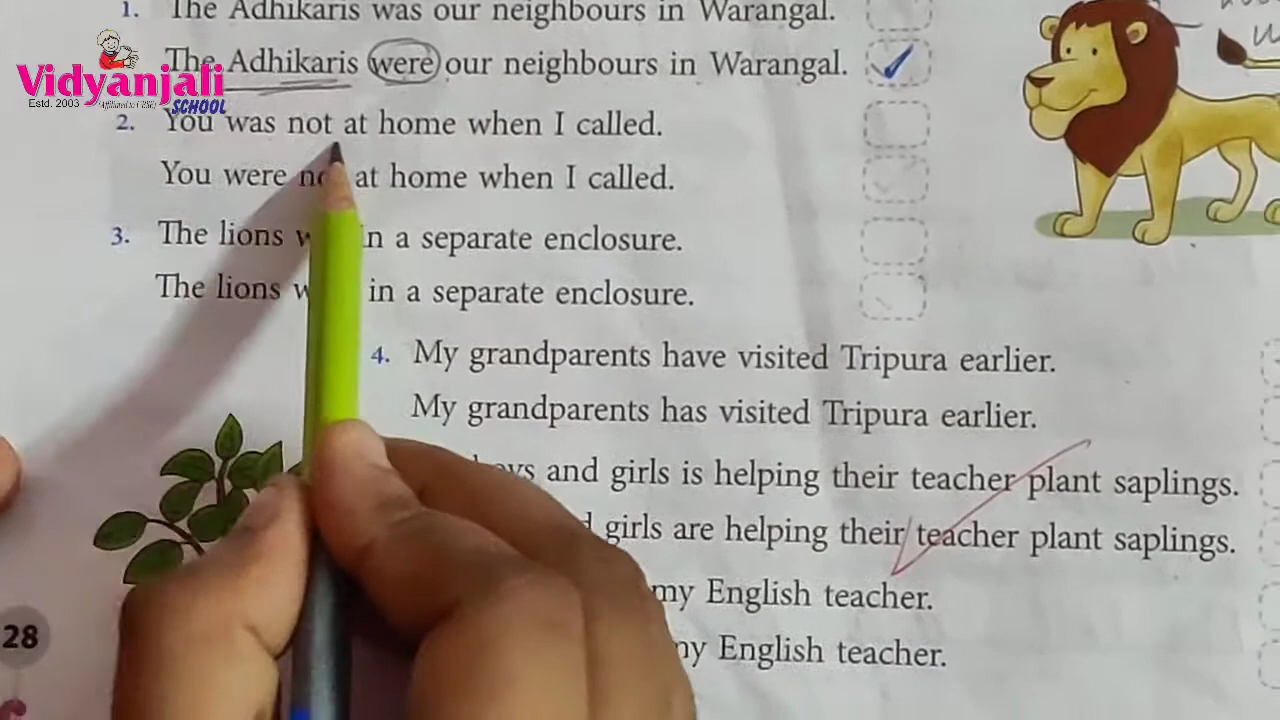 1. The Adhikaris was our neighbours in Warangal.
The Adhikaris were our neighbours in Warangal.
Vidyanjali
Estd. 2003
SCHOOL
2. You was not at home when I called.
You were not at home when I called.
3. The lions in a separate enclosure.
The lions in a separate enclosure.
4. My grandparents have visited Tripura earlier.
My grandparents has visited Tripura earlier.
and girls is helping their teacher plant saplings.
girls are helping their teacher plant saplings.
my English teacher.
my English teacher.
28